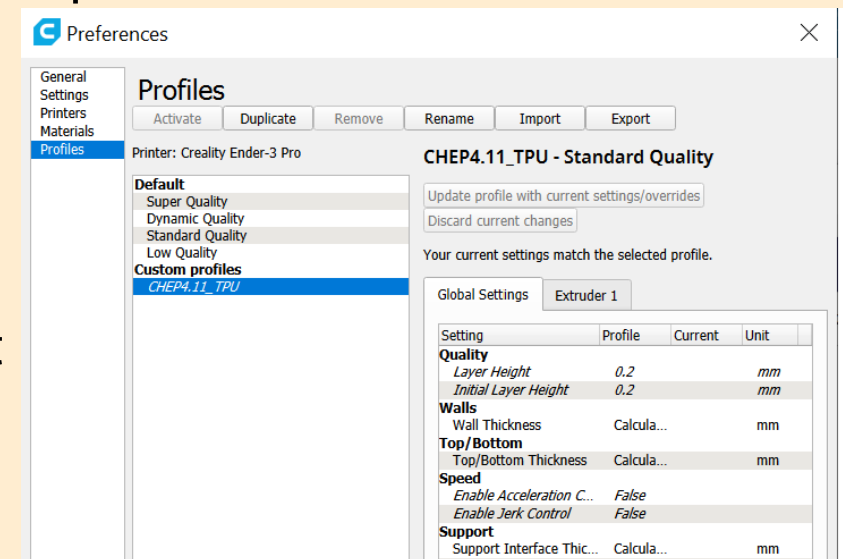 Preferences
General
Settings
Printers
Materials
Profiles
Profiles
Activate Duplicate Remove Rename Import Export
Printer: Creality Ender-3 Pro
Default
Super Quality
Dynamic Quality
Standard Quality
Low Quality
Custom profiles
CHEP4.11_TPU
CHEP4.11_TPU - Standard Quality
Update profile with current settings/overrides
Discard current changes
Your current settings match the selected profile.
Global Settings Extruder 1
Setting Profile Current Unit
Quality
Layer Height 0.2 mm
Initial Layer Height 0.2 mm
Walls
Wall Thickness Calcula... mm
Top/Bottom
Top/Bottom Thickness Calcula... mm
Speed
Enable Acceleration C... False
Enable Jerk Control False
Support
Support Interface Thic... Calcula... mm